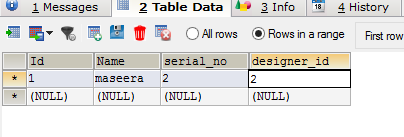 1 Messages 2 Table Data 3 Info 4 History
All rows Rows in a range First row
Id Name serial_no designer_id
* 1 maseera 2 2
* (NULL) (NULL) (NULL) (NULL)